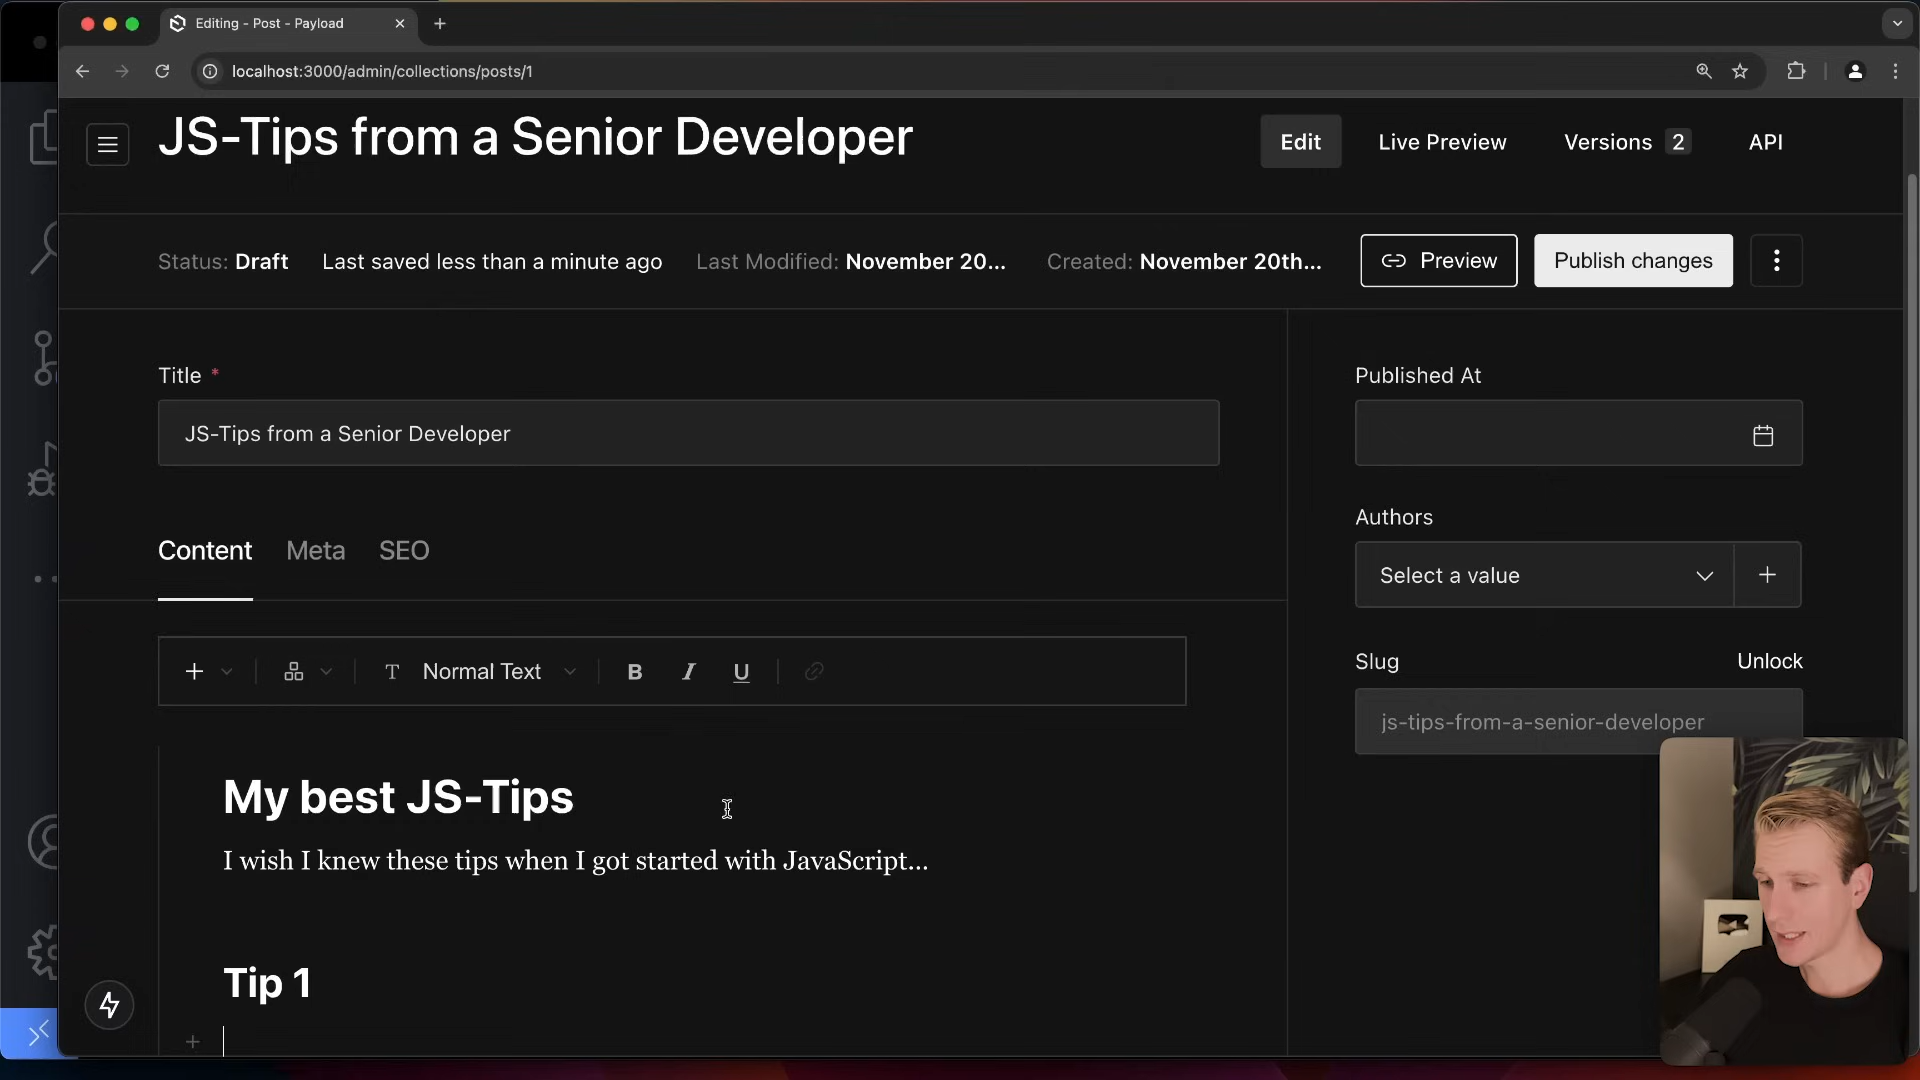 Editing - Post - Payload
localhost:3000/admin/collections/posts/1
JS-Tips from a Senior Developer
Edit
Live Preview
Versions 2
API
Status: Draft
Last saved less than a minute ago
Last Modified: November 20...
Created: November 20th...
Preview
Publish changes
Title *
JS-Tips from a Senior Developer
Published At
Authors
Select a value
Content
Meta
SEO
Slug
Unlock
js-tips-from-a-senior-developer
T Normal Text
B I U
My best JS-Tips
I wish I knew these tips when I got started with JavaScript...
Tip 1